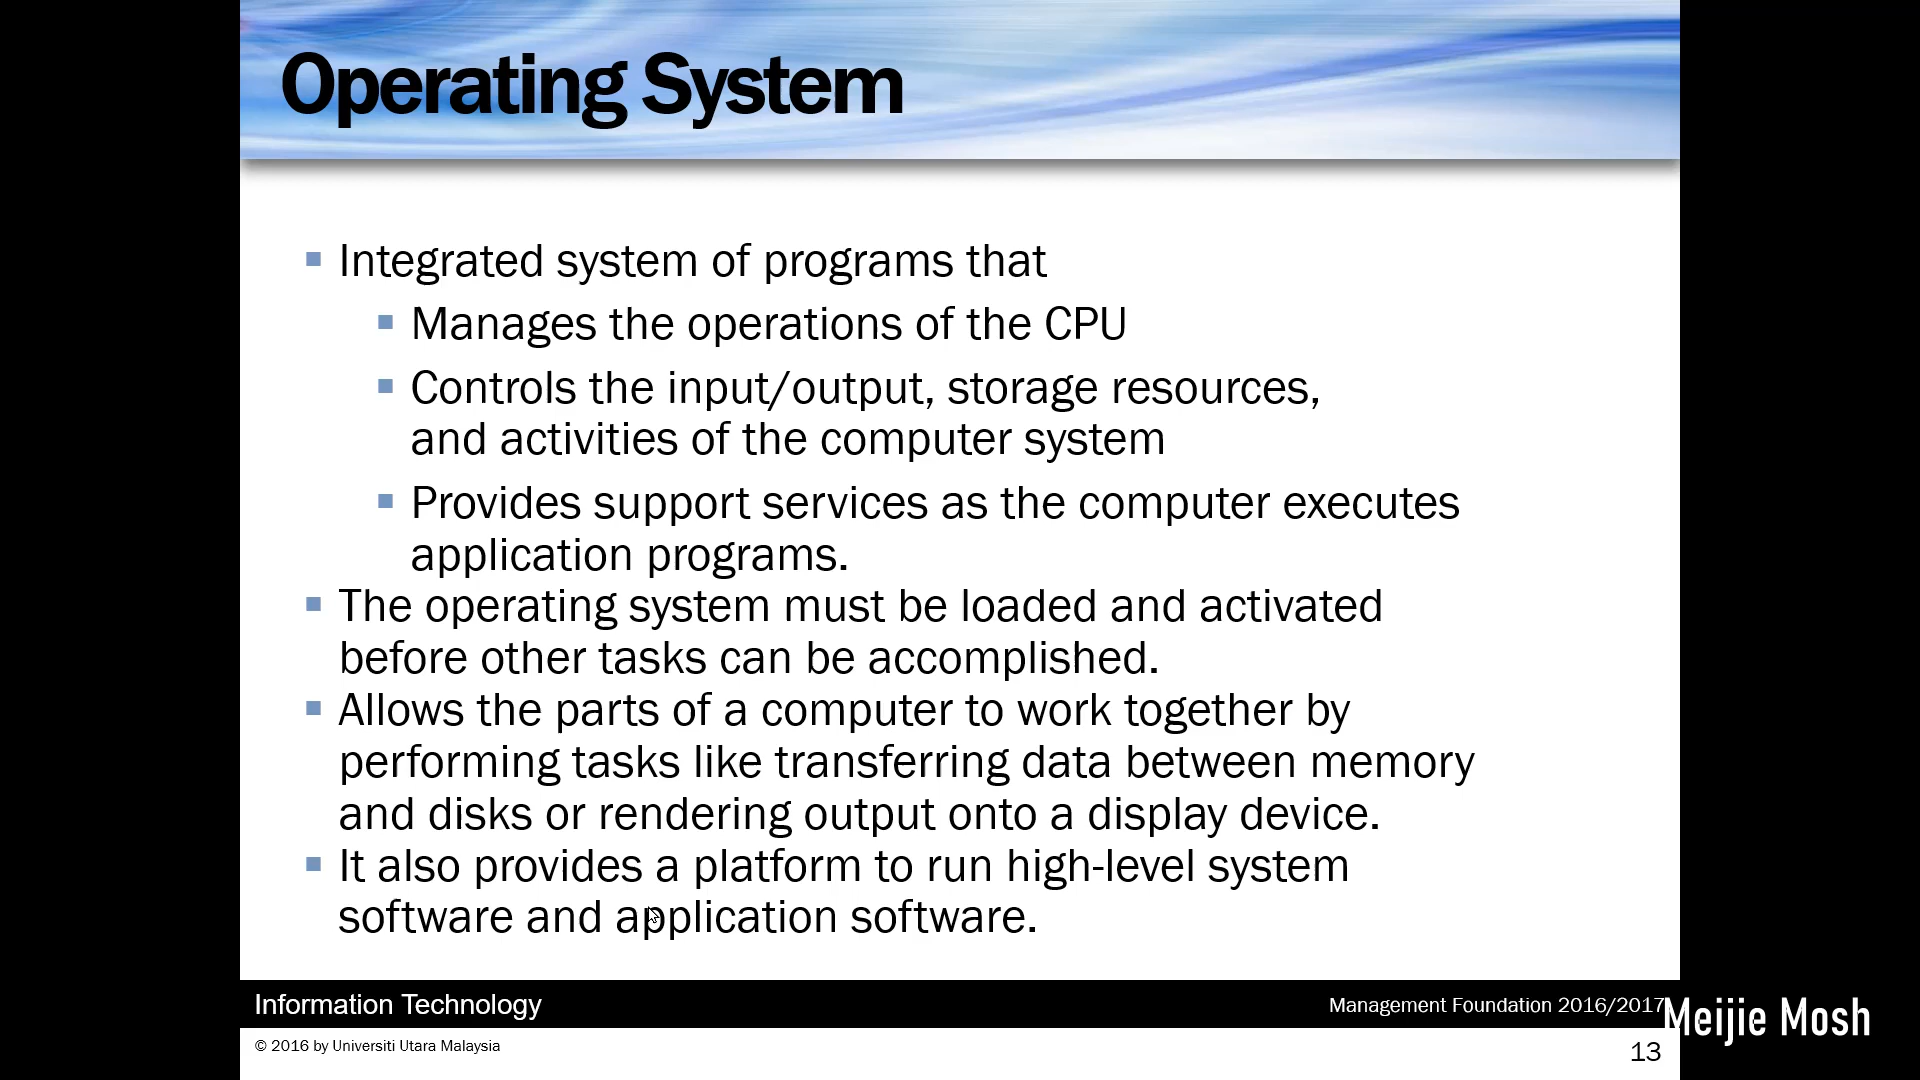 Operating System
Integrated system of programs that
Manages the operations of the CPU
Controls the input/output, storage resources,
and activities of the computer system
Provides support services as the computer executes
application programs.
The operating system must be loaded and activated
before other tasks can be accomplished.
Allows the parts of a computer to work together by
performing tasks like transferring data between memory
and disks or rendering output onto a display device.
It also provides a platform to run high-level system
software and application software.
Information Technology
Management Foundation 2016/2017
Meijie Mosh
© 2016 by Universiti Utara Malaysia
13